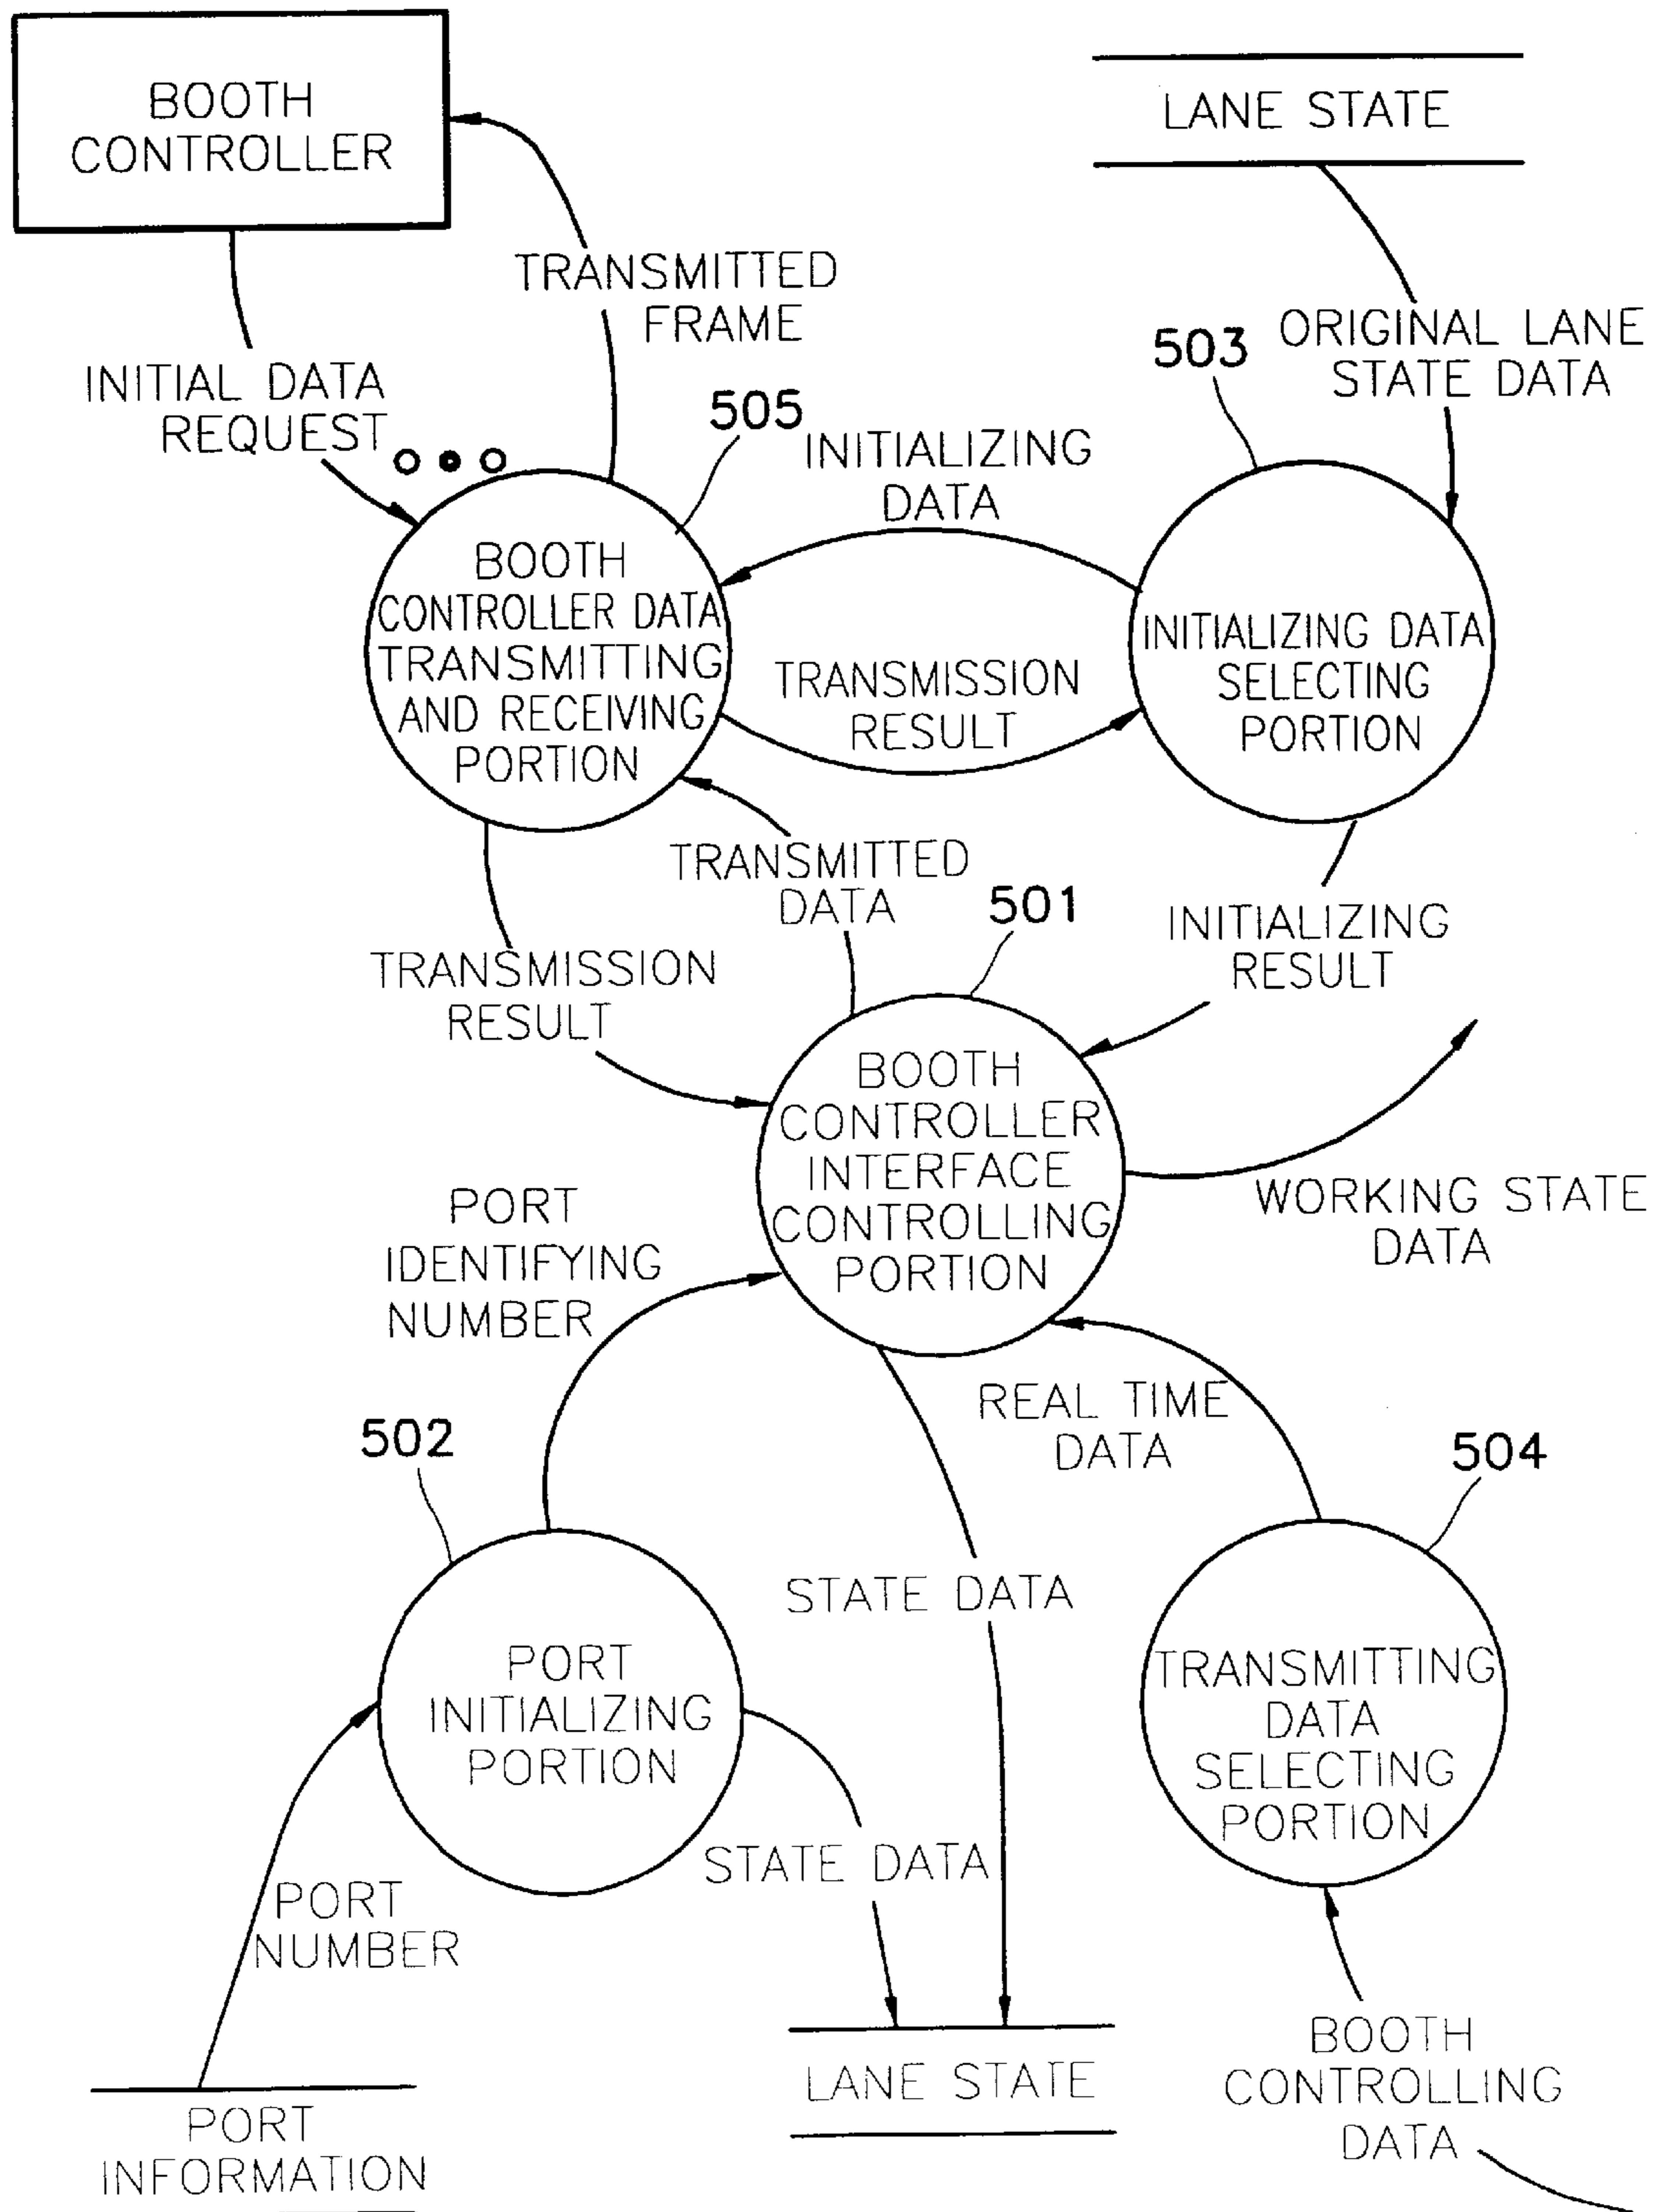 BOOTH
CONTROLLER
LANE STATE
TRANSMITTED
FRAME
INITIAL DATA
REQUEST
505
503
ORIGINAL LANE
STATE DATA
INITIALIZING
DATA
BOOTH
CONTROLLER DATA
TRANSMITTING
AND RECEIVING
PORTION
TRANSMISSION
RESULT
INITIALIZING DATA
SELECTING
PORTION
TRANSMITTED
DATA
501
TRANSMISSION
RESULT
INITIALIZING
RESULT
BOOTH
CONTROLLER
INTERFACE
CONTROLLING
PORTION
WORKING STATE
DATA
PORT
IDENTIFYING
NUMBER
REAL TIME
DATA
502
504
STATE DATA
PORT
INITIALIZING
PORTION
TRANSMITTING
DATA
SELECTING
PORTION
STATE DATA
PORT
NUMBER
LANE STATE
BOOTH
CONTROLLING
DATA
PORT
INFORMATION